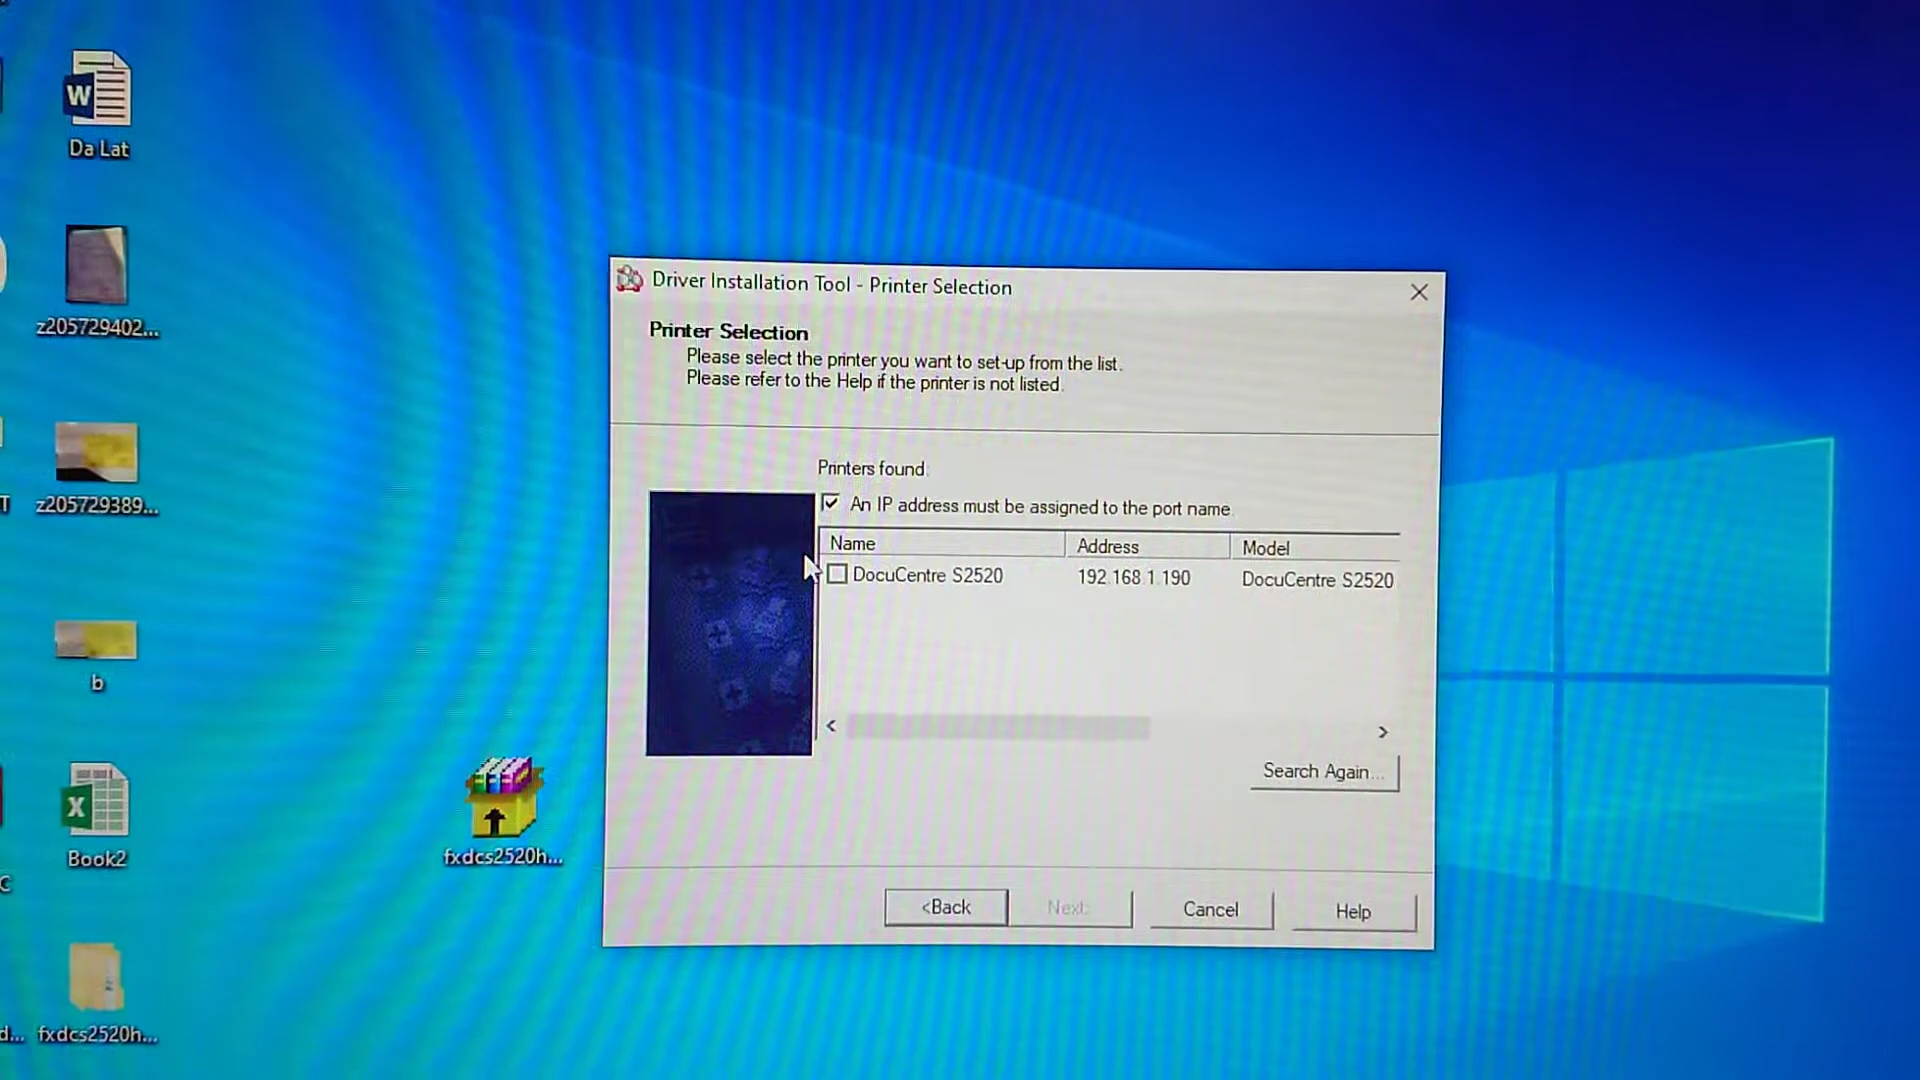 Da Lat
z205729402...
z205729389...
b
Book2
fxdcs2520h...
fxdcs2520h...
Driver Installation Tool - Printer Selection
Printer Selection
Please select the printer you want to set-up from the list.
Please refer to the Help if the printer is not listed.
Printers found:
An IP address must be assigned to the port name.
Name Address Model
DocuCentre S2520 192.168.1.190 DocuCentre S2520
Search Again...
<Back Next> Cancel Help
W
X
T
C
d...